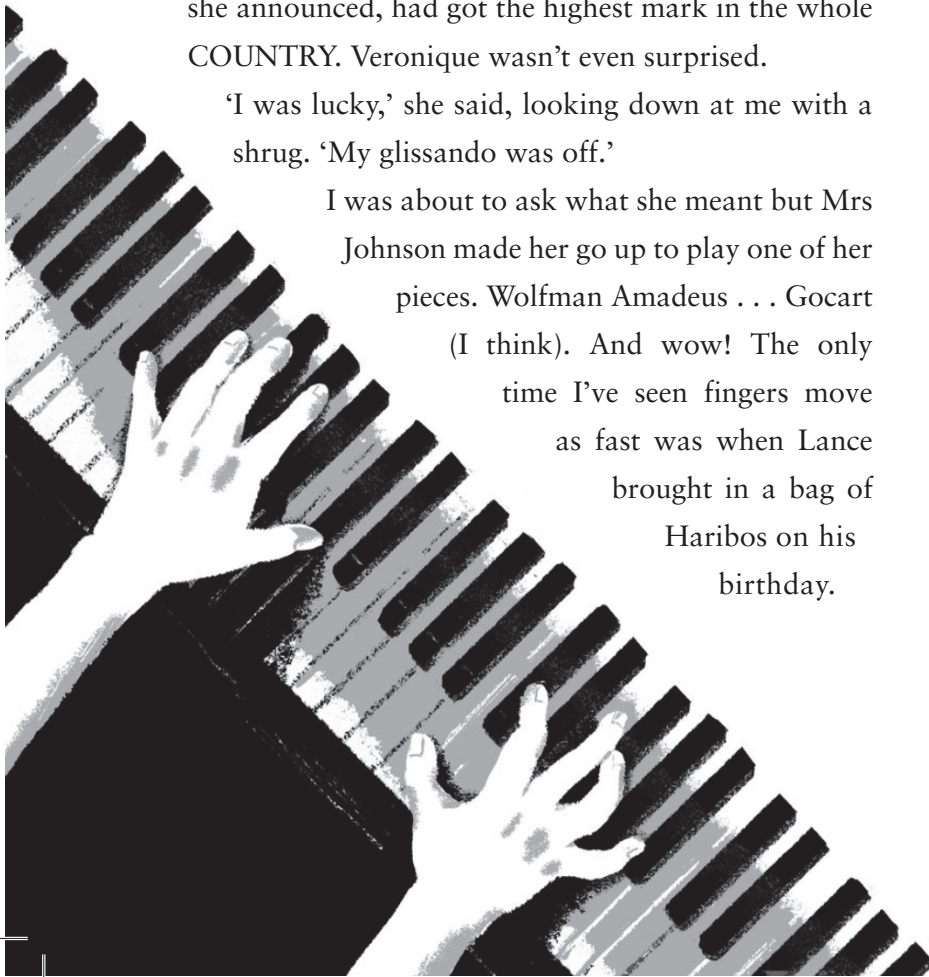 she announced, had got the highest mark in the whole
COUNTRY. Veronique wasn’t even surprised.
‘I was lucky,’ she said, looking down at me with a
shrug. ‘My glissando was off.’
I was about to ask what she meant but Mrs
Johnson made her go up to play one of her
pieces. Wolfman Amadeus . . . Gocart
(I think). And wow! The only
time I’ve seen fingers move
as fast was when Lance
brought in a bag of
Haribos on his
birthday.